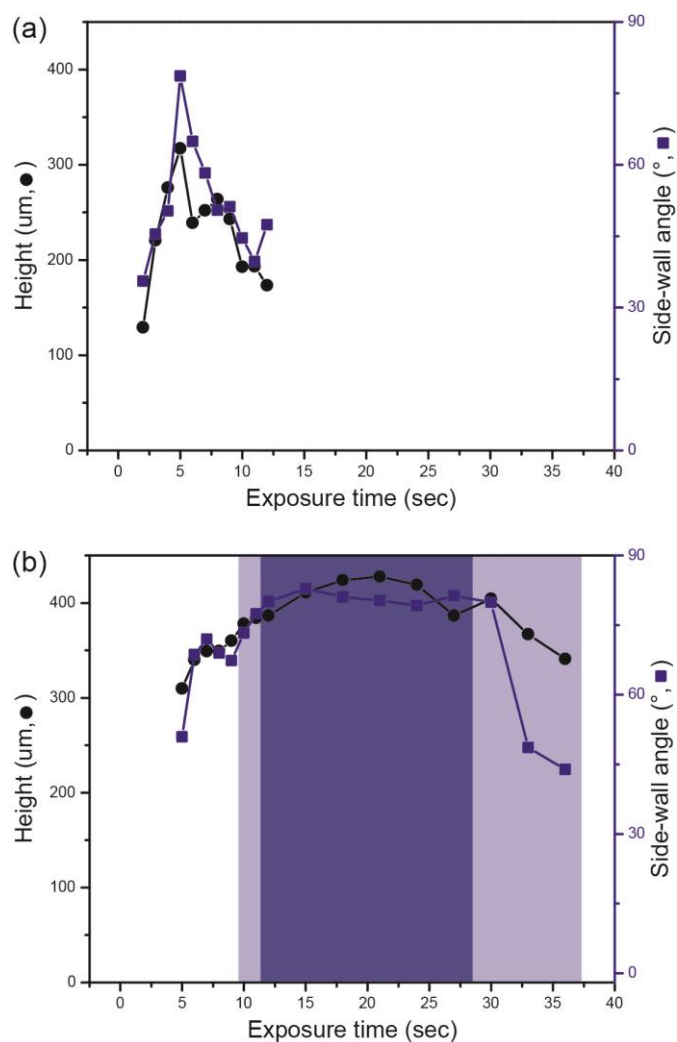 (a)
Height (um, ●)
400
300
200
100
0
90
60
30
0
Side-wall angle (°, ■)
0 5 10 15 20 25 30 35 40
Exposure time (sec)
(b)
Height (um, ●)
400
300
200
100
0
90
60
30
0
Side-wall angle (°, ■)
0 5 10 15 20 25 30 35 40
Exposure time (sec)